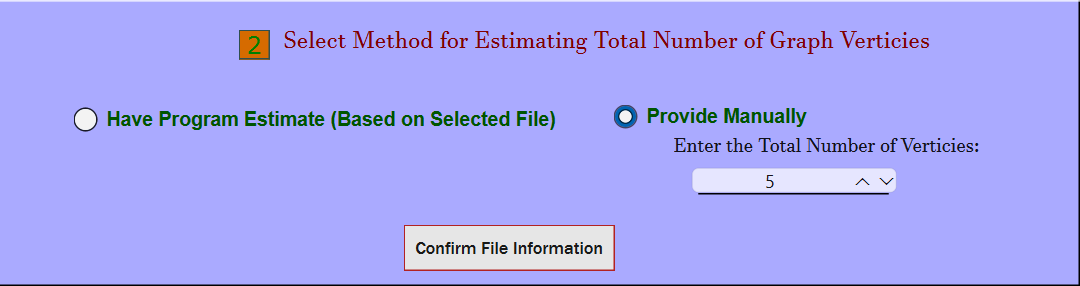 2 Select Method for Estimating Total Number of Graph Verticies
Have Program Estimate (Based on Selected File)
Provide Manually
Enter the Total Number of Verticies:
5
Confirm File Information